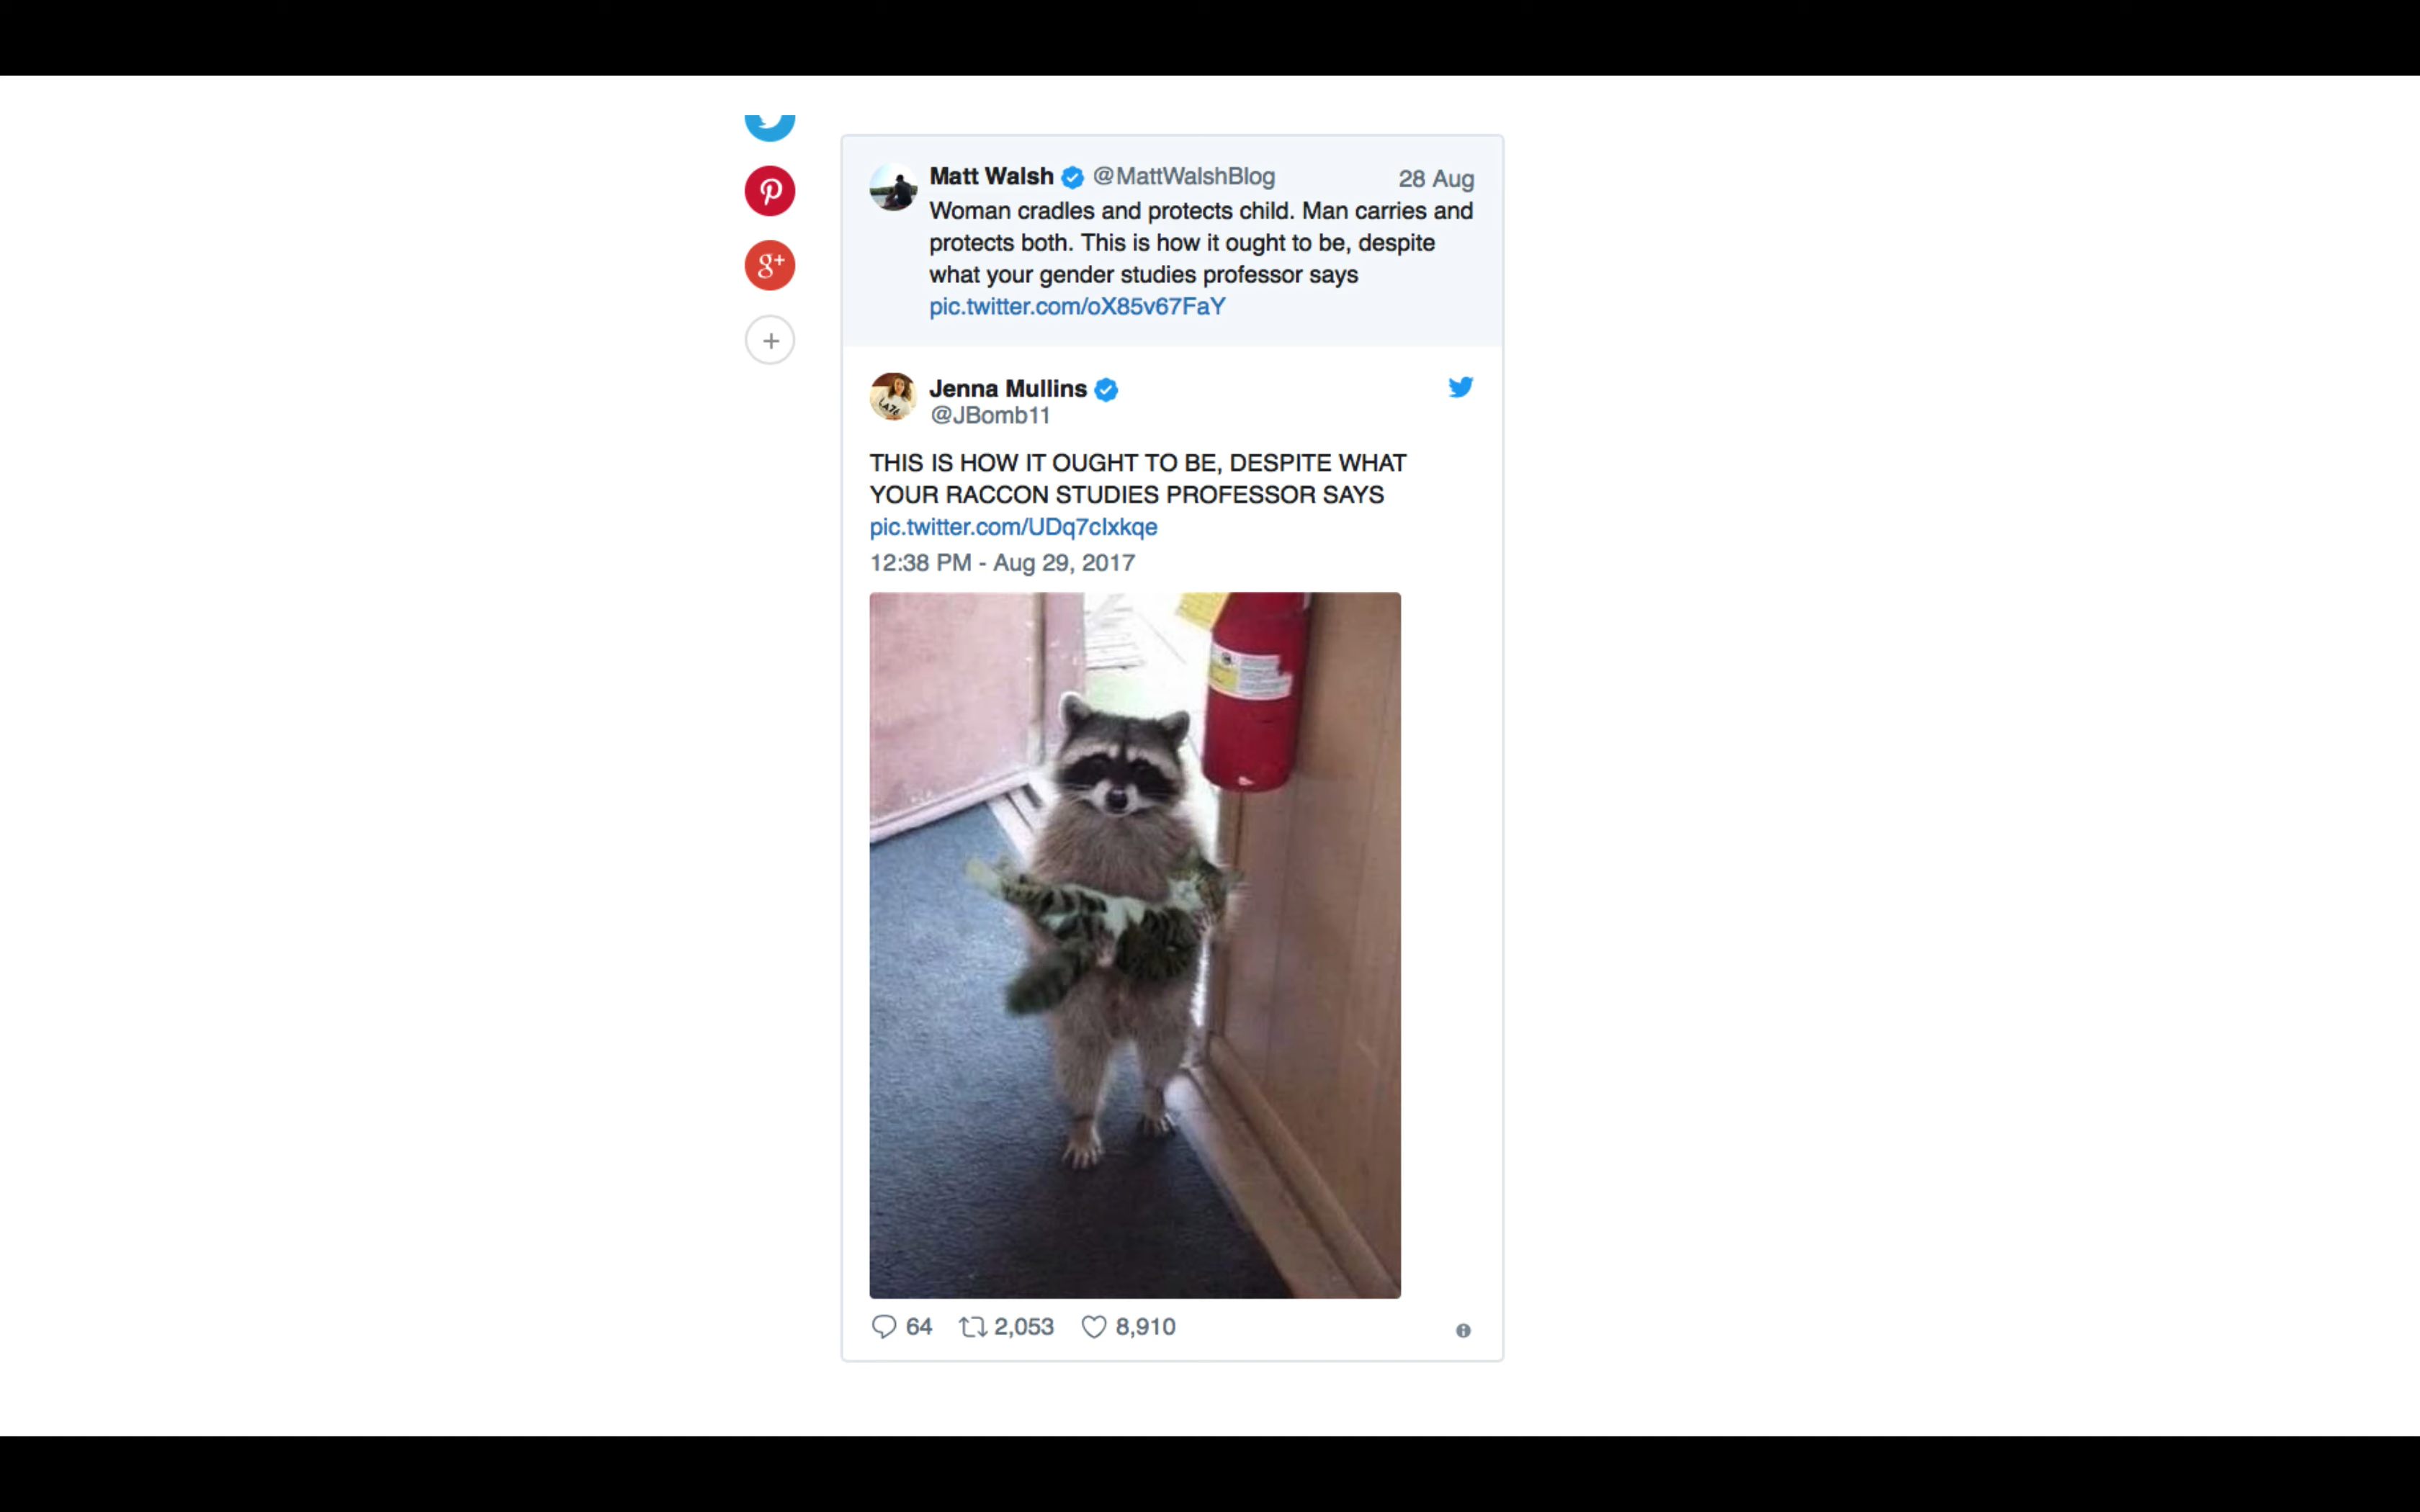 Matt Walsh @MattWalshBlog 28 Aug
Woman cradles and protects child. Man carries and
protects both. This is how it ought to be, despite
what your gender studies professor says
pic.twitter.com/oX85v67FaY
g+
+
Jenna Mullins
@JBomb11
THIS IS HOW IT OUGHT TO BE, DESPITE WHAT
YOUR RACCON STUDIES PROFESSOR SAYS
pic.twitter.com/UDq7cIxkqe
12:38 PM - Aug 29, 2017
64 2,053 8,910